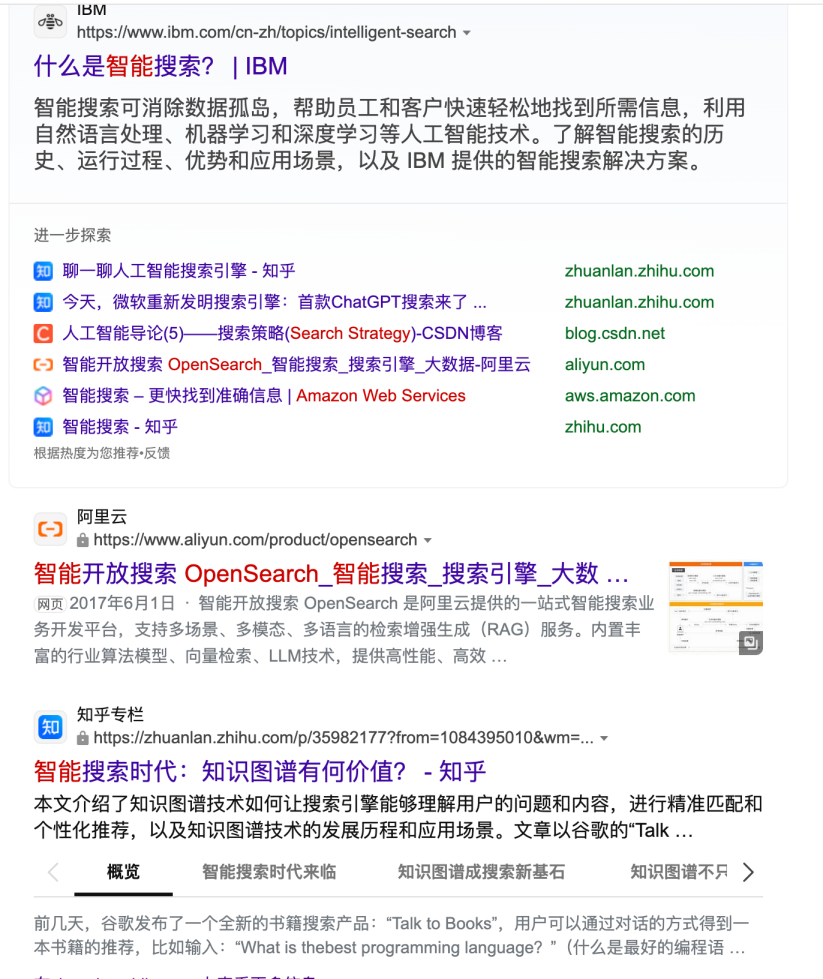 IBM
https://www.ibm.com/cn-zh/topics/intelligent-search
什么是智能搜索？ | IBM
智能搜索可消除数据孤岛，帮助员工和客户快速轻松地找到所需信息，利用
自然语言处理、机器学习和深度学习等人工智能技术。了解智能搜索的历
史、运行过程、优势和应用场景，以及 IBM 提供的智能搜索解决方案。
进一步探索
知 聊一聊人工智能搜索引擎 - 知乎 zhuanlan.zhihu.com
知 今天，微软重新发明搜索引擎：首款ChatGPT搜索来了 ... zhuanlan.zhihu.com
C 人工智能导论(5)——搜索策略(Search Strategy)-CSDN博客 blog.csdn.net
智能开放搜索 OpenSearch_智能搜索_搜索引擎_大数据-阿里云 aliyun.com
智能搜索 – 更快找到准确信息 | Amazon Web Services aws.amazon.com
知 智能搜索 - 知乎 zhihu.com
根据热度为您推荐•反馈
阿里云
https://www.aliyun.com/product/opensearch
智能开放搜索 OpenSearch_智能搜索_搜索引擎_大数 ...
网页 2017年6月1日 · 智能开放搜索 OpenSearch 是阿里云提供的一站式智能搜索业
务开发平台，支持多场景、多模态、多语言的检索增强生成（RAG）服务。内置丰
富的行业算法模型、向量检索、LLM技术，提供高性能、高效 ...
知乎专栏
知 https://zhuanlan.zhihu.com/p/35982177?from=1084395010&wm=...
智能搜索时代：知识图谱有何价值？ - 知乎
本文介绍了知识图谱技术如何让搜索引擎能够理解用户的问题和内容，进行精准匹配和
个性化推荐，以及知识图谱技术的发展历程和应用场景。文章以谷歌的“Talk ...
概览 智能搜索时代来临 知识图谱成搜索新基石 知识图谱不只
前几天，谷歌发布了一个全新的书籍搜索产品：“Talk to Books”，用户可以通过对话的方式得到一
本书籍的推荐，比如输入：“What is thebest programming language？”（什么是最好的编程语 ...